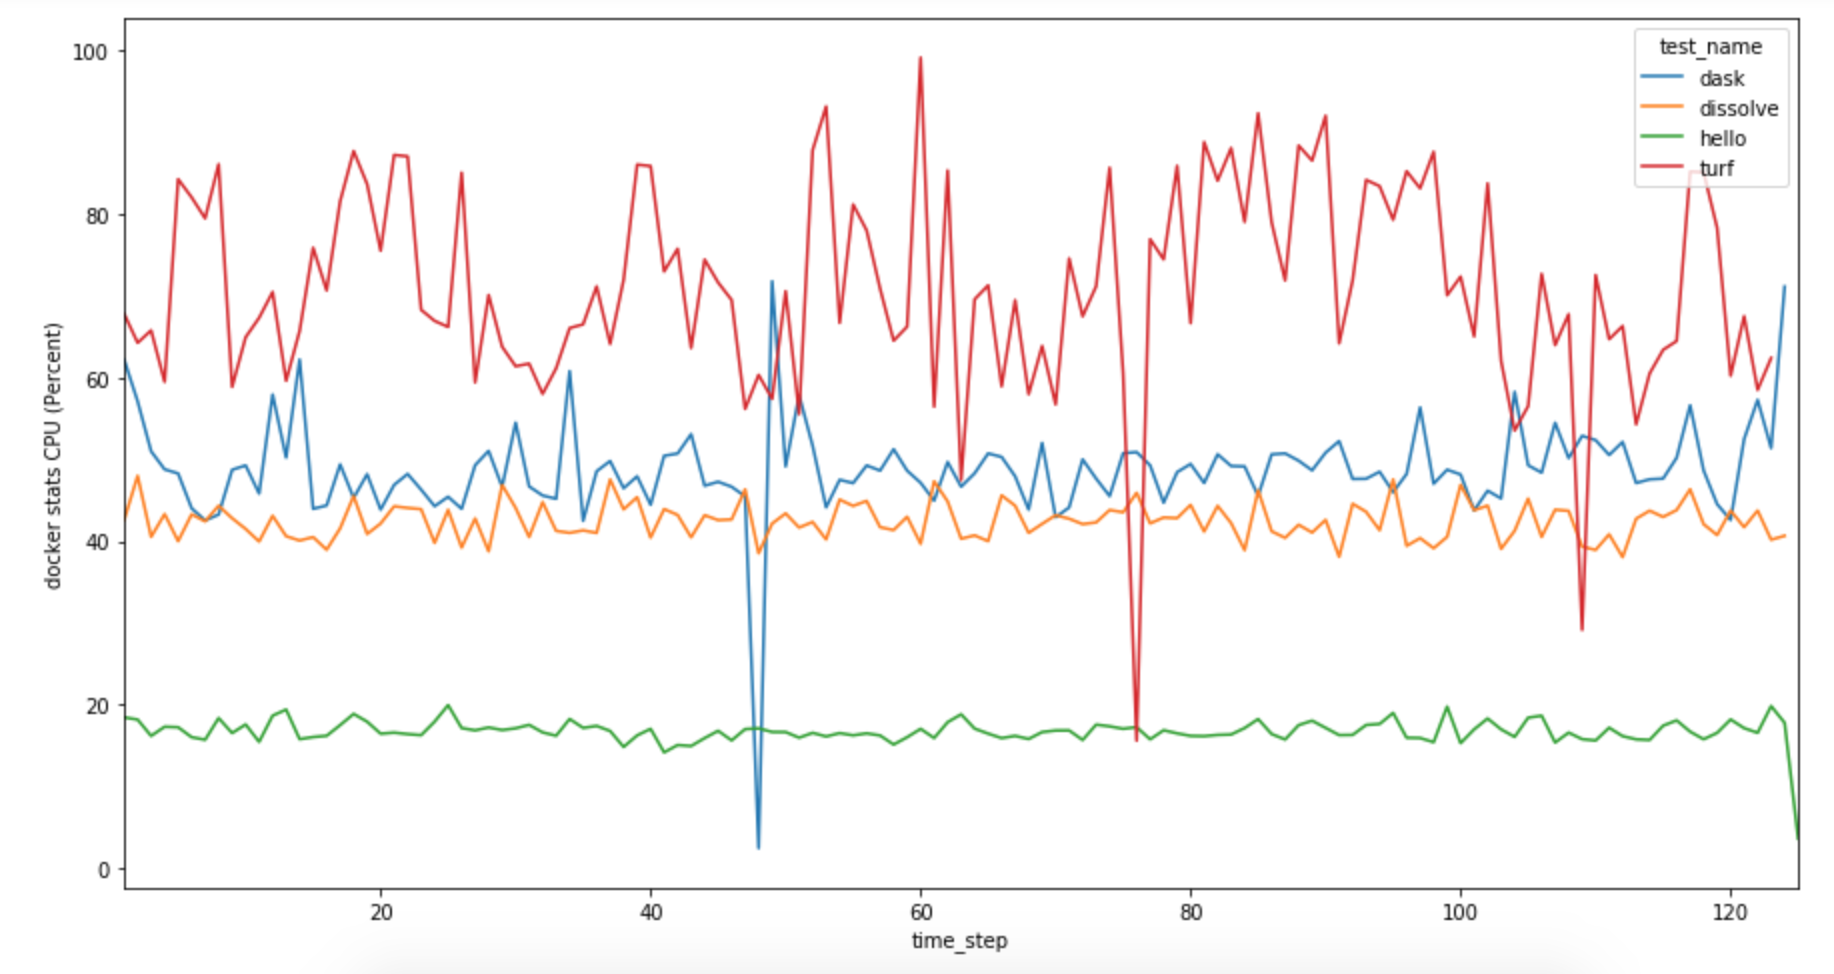 test_name
dask
dissolve
hello
turf
docker stats CPU (Percent)
100
80
60
40
20
0
20 40 60 80 100 120
time_step